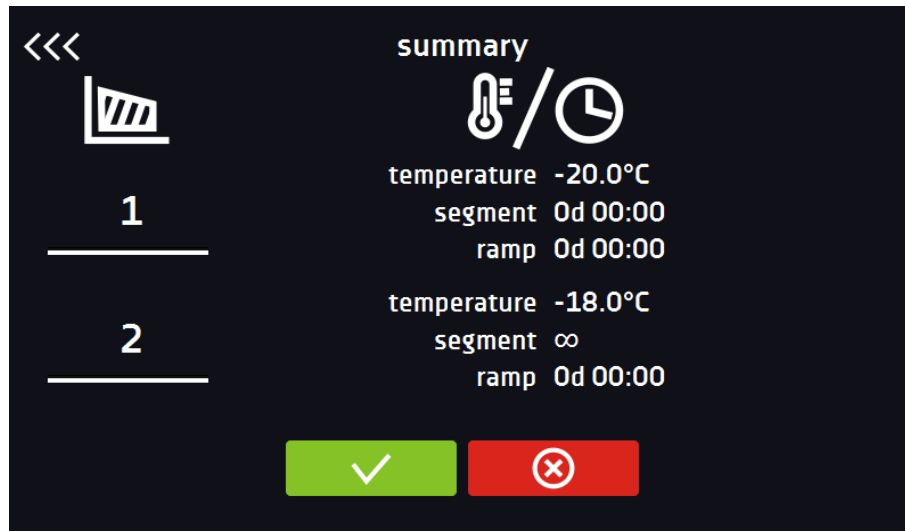 <<<
summary
temperature -20.0°C
1
segment 0d 00:00
ramp 0d 00:00
temperature -18.0°C
2
segment ∞
ramp 0d 00:00